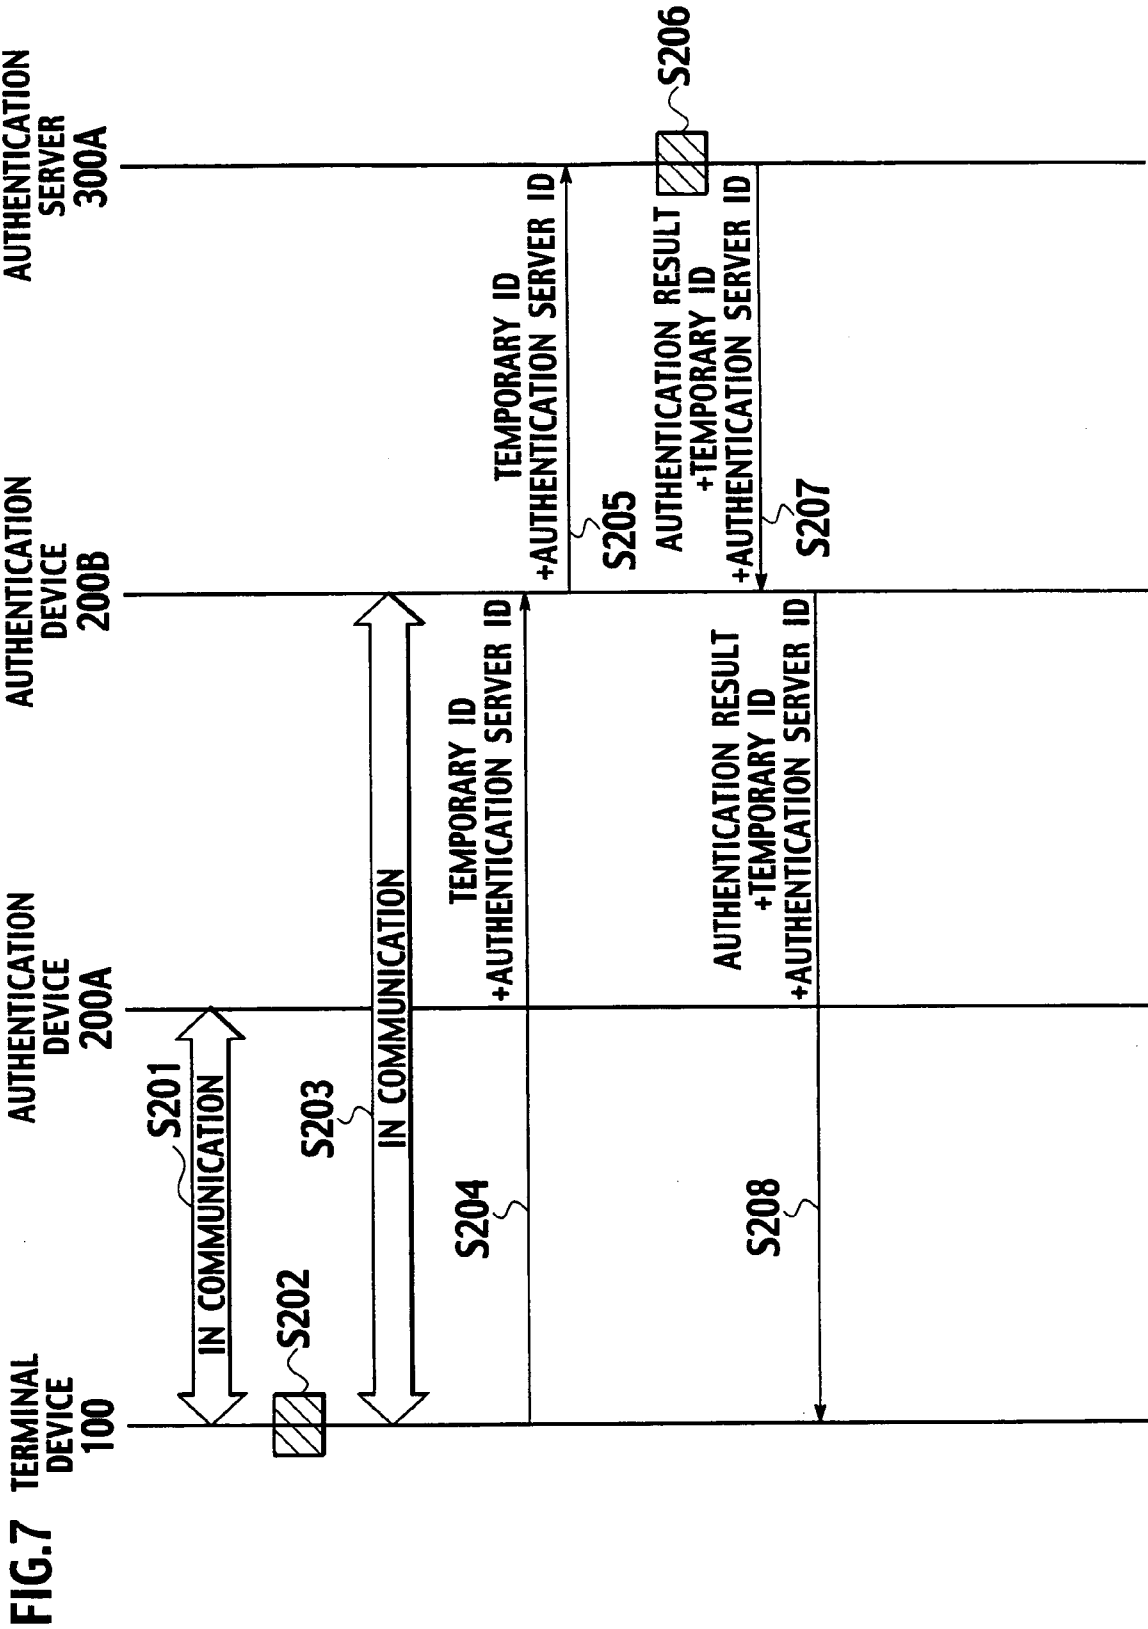 FIG.7
TERMINAL
DEVICE
100
AUTHENTICATION
DEVICE
200A
AUTHENTICATION
DEVICE
200B
AUTHENTICATION
SERVER
300A
S201
IN COMMUNICATION
S202
S203
IN COMMUNICATION
TEMPORARY ID
+AUTHENTICATION SERVER ID
S204
TEMPORARY ID
+AUTHENTICATION SERVER ID
S205
S206
AUTHENTICATION RESULT
+TEMPORARY ID
+AUTHENTICATION SERVER ID
S207
AUTHENTICATION RESULT
+TEMPORARY ID
+AUTHENTICATION SERVER ID
S208